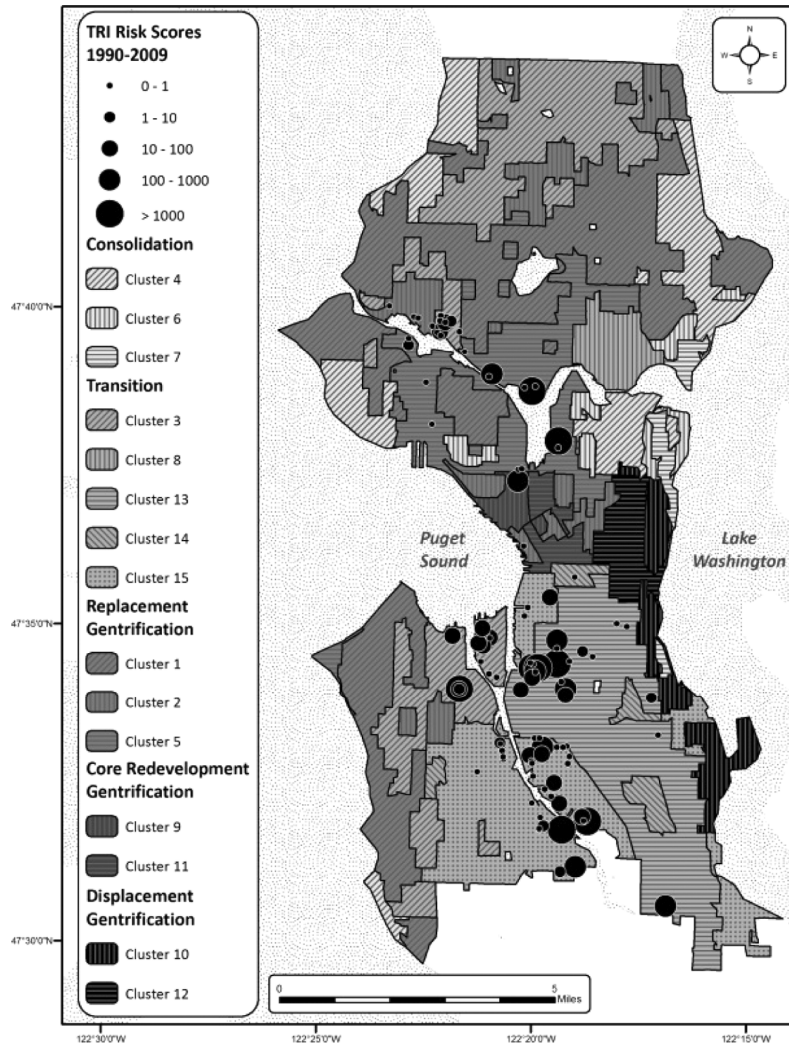 TRI Risk Scores
1990-2009
0 - 1
1 - 10
10 - 100
100 - 1000
> 1000
Consolidation
Cluster 4
Cluster 6
Cluster 7
Transition
Cluster 3
Cluster 8
Cluster 13
Cluster 14
Cluster 15
Replacement
Gentrification
Cluster 1
Cluster 2
Cluster 5
Core Redevelopment
Gentrification
Cluster 9
Cluster 11
Displacement
Gentrification
Cluster 10
Cluster 12
N
W
E
S
Puget
Sound
Lake
Washington
47°40'0"N
47°35'0"N
47°30'0"N
0
5
Miles
122°30'0"W
122°25'0"W
122°20'0"W
122°15'0"W